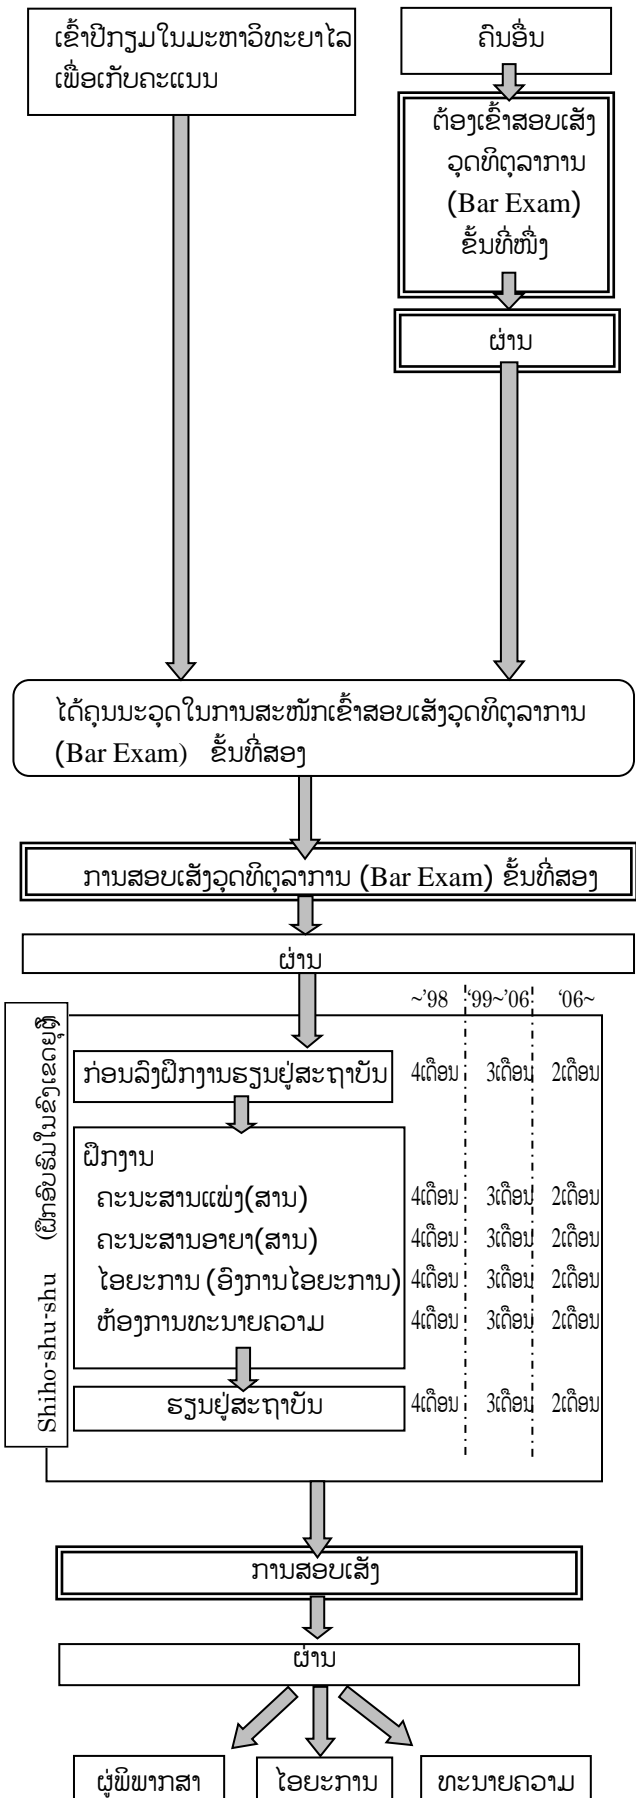 ເຂົ້າປີກຽມໃນມະຫາວິທະຍາໄລ
ເພື່ອເກັບຄະແນນ
ຄົນອື່ນ
ຕ້ອງເຂົ້າສອບເສັງ
ວຸດທິຕຸລາການ
(Bar Exam)
ຂັ້ນທີ່ໜຶ່ງ
ຜ່ານ
ໄດ້ຄຸນນະວຸດໃນການສະໝັກເຂົ້າສອບເສັງວຸດທິຕຸລາການ
(Bar Exam) ຂັ້ນທີ່ສອງ
ການສອບເສັງວຸດທິຕຸລາການ (Bar Exam) ຂັ້ນທີ່ສອງ
ຜ່ານ
~'98 '99~'06 '06~
Shiho-shu-shu (ຝຶກອົບຮົມໃນຂົງເຂດຍຸຕິ
ກ່ອນລົງຝຶກງານຮຽນຢູ່ສະຖາບັນ 4ເດືອນ 3ເດືອນ 2ເດືອນ
ຝຶກງານ
ຄະນະສານແພ່ງ(ສານ) 4ເດືອນ 3ເດືອນ 2ເດືອນ
ຄະນະສານອາຍາ(ສານ) 4ເດືອນ 3ເດືອນ 2ເດືອນ
ໄອຍະການ (ອົງການໄອຍະການ) 4ເດືອນ 3ເດືອນ 2ເດືອນ
ຫ້ອງການທະນາຍຄວາມ 4ເດືອນ 3ເດືອນ 2ເດືອນ
ຮຽນຢູ່ສະຖາບັນ 4ເດືອນ 3ເດືອນ 2ເດືອນ
ການສອບເສັງ
ຜ່ານ
ຜູ່ພິພາກສາ
ໄອຍະການ
ທະນາຍຄວາມ